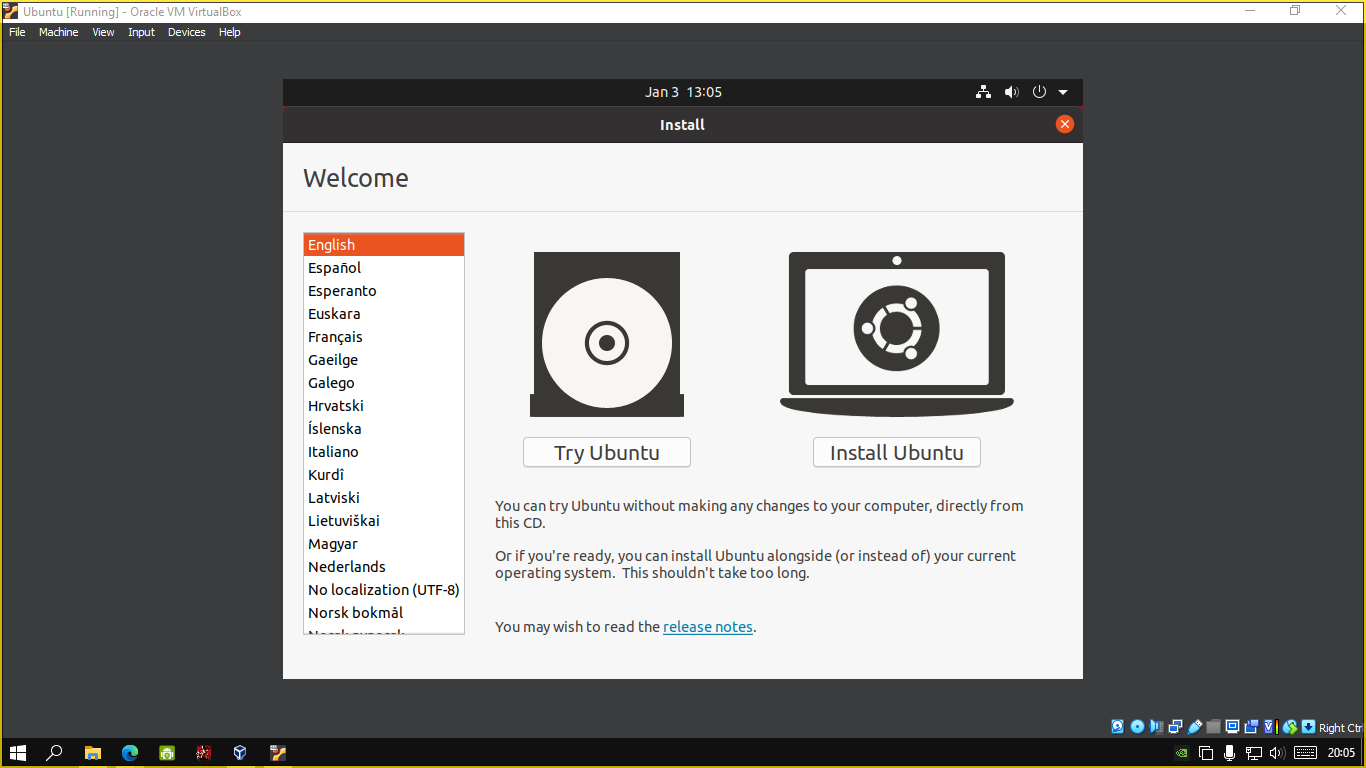 Ubuntu [Running] - Oracle VM VirtualBox
File Machine View Input Devices Help
Jan 3 13:05
Install
Welcome
English
Español
Esperanto
Euskara
Français
Gaeilge
Galego
Hrvatski
Íslenska
Italiano
Kurdî
Latviski
Lietuviškai
Magyar
Nederlands
No localization (UTF-8)
Norsk bokmål
Try Ubuntu
Install Ubuntu
You can try Ubuntu without making any changes to your computer, directly from
this CD.
Or if you're ready, you can install Ubuntu alongside (or instead of) your current
operating system. This shouldn't take too long.
You may wish to read the release notes.
Right Ctrl
20:05